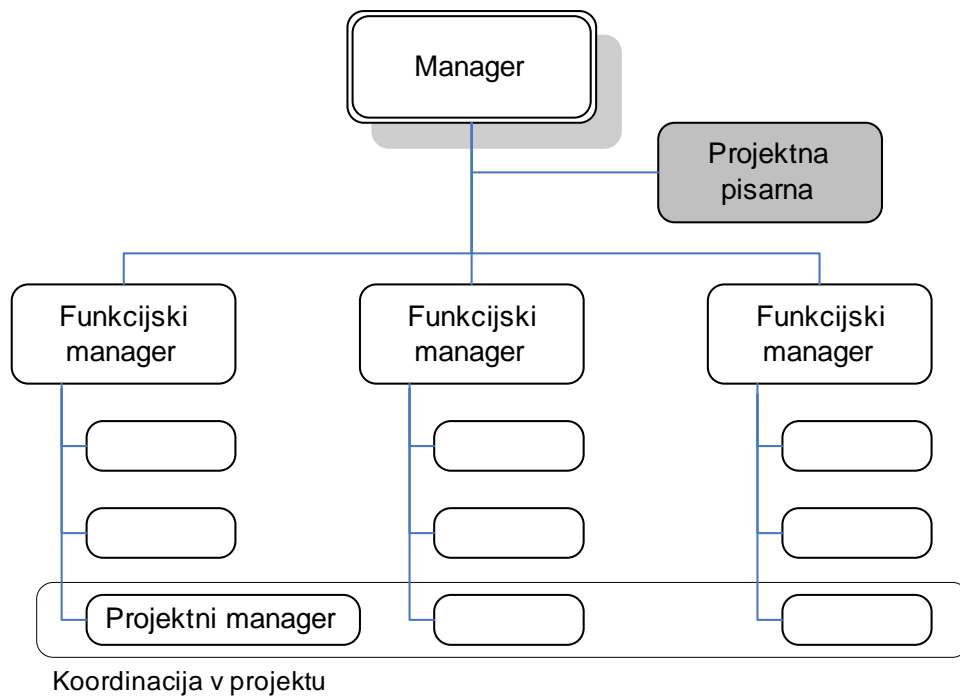 Manager
Projektna
pisarna
Funkcijski
manager
Funkcijski
manager
Funkcijski
manager
Projektni manager
Koordinacija v projektu